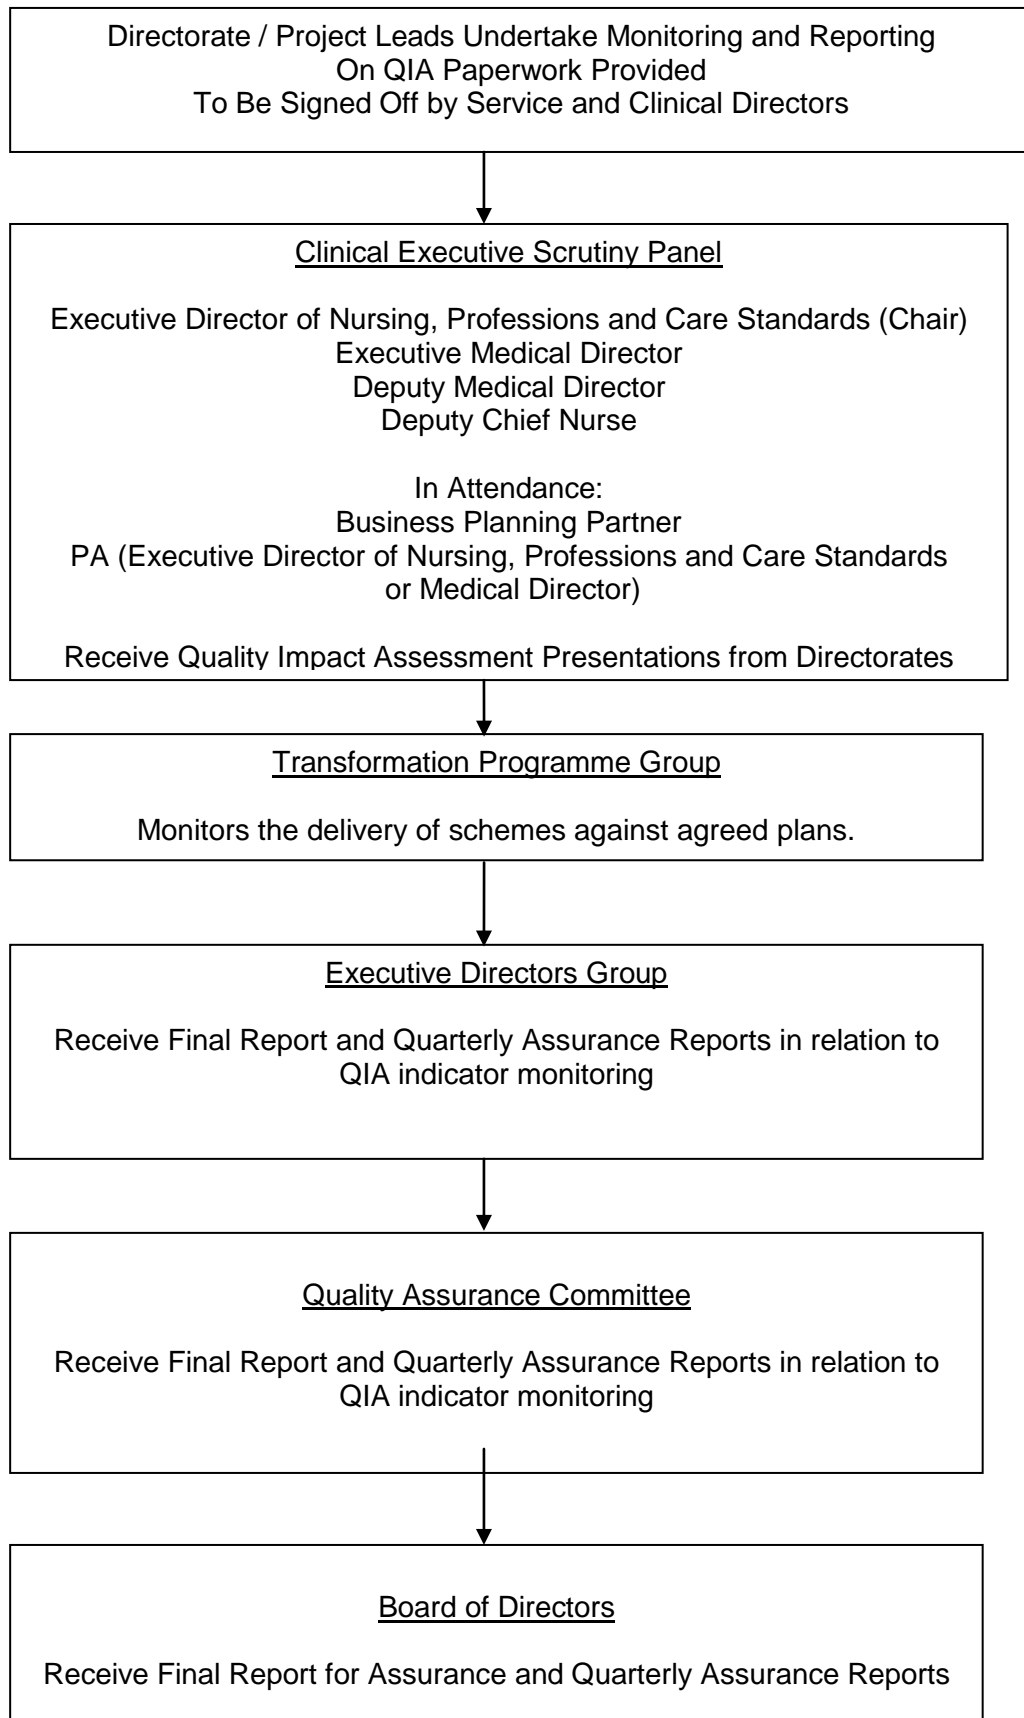 Directorate / Project Leads Undertake Monitoring and Reporting
On QIA Paperwork Provided
To Be Signed Off by Service and Clinical Directors
Clinical Executive Scrutiny Panel
Executive Director of Nursing, Professions and Care Standards (Chair)
Executive Medical Director
Deputy Medical Director
Deputy Chief Nurse
In Attendance:
Business Planning Partner
PA (Executive Director of Nursing, Professions and Care Standards
or Medical Director)
Receive Quality Impact Assessment Presentations from Directorates
Transformation Programme Group
Monitors the delivery of schemes against agreed plans.
Executive Directors Group
Receive Final Report and Quarterly Assurance Reports in relation to
QIA indicator monitoring
Quality Assurance Committee
Receive Final Report and Quarterly Assurance Reports in relation to
QIA indicator monitoring
Board of Directors
Receive Final Report for Assurance and Quarterly Assurance Reports